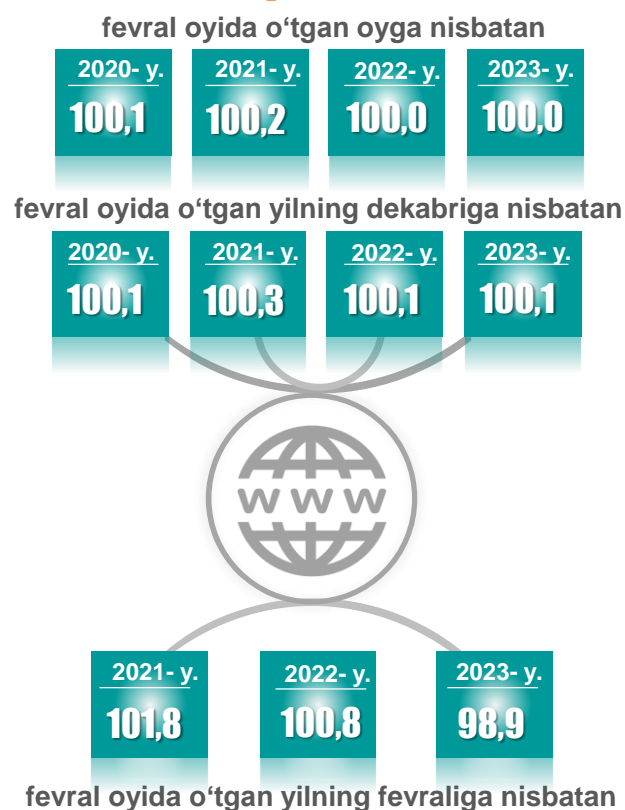 fevral oyida o‘tgan oyga nisbatan
2020- y. 2021- y. 2022- y. 2023- y.
100,1 100,2 100,0 100,0
fevral oyida o‘tgan yilning dekabriga nisbatan
2020- y. 2021- y. 2022- y. 2023- y.
100,1 100,3 100,1 100,1
WWW
2021- y. 2022- y. 2023- y.
101,8 100,8 98,9
fevral oyida o‘tgan yilning fevraliga nisbatan